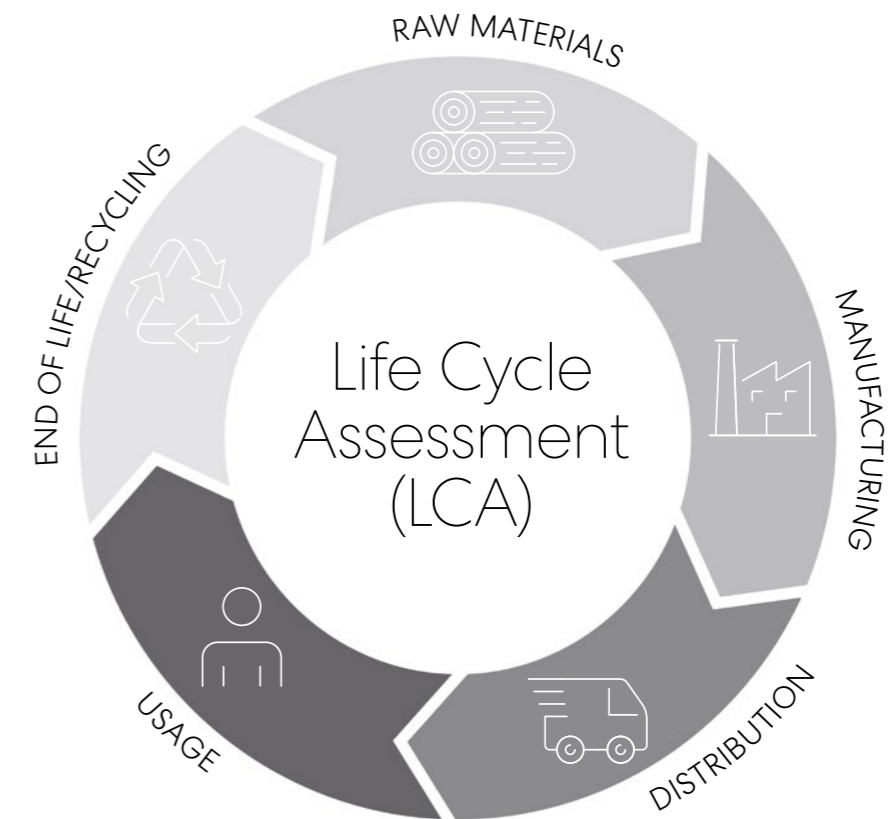 RAW MATERIALS
MANUFACTURING
DISTRIBUTION
USAGE
END OF LIFE/RECYCLING
Life Cycle
Assessment
(LCA)